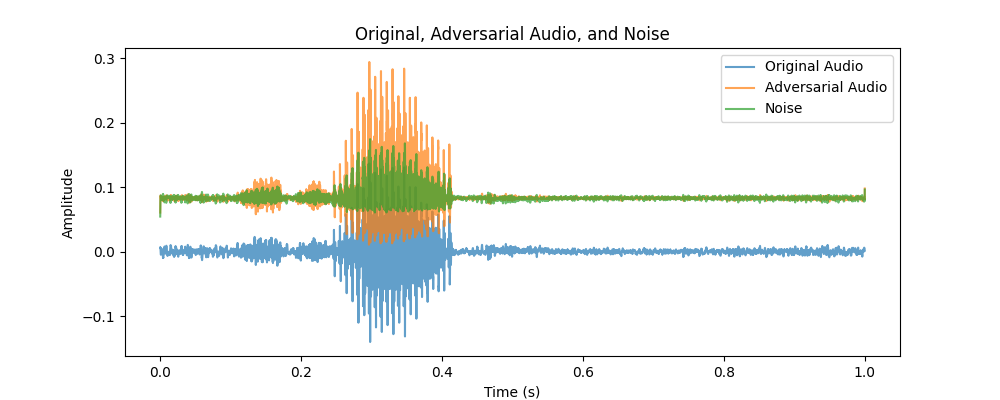 Original, Adversarial Audio, and Noise
Original Audio
Adversarial Audio
Noise
0.3
0.2
0.1
0.0
−0.1
Amplitude
0.0 0.2 0.4 0.6 0.8 1.0
Time (s)